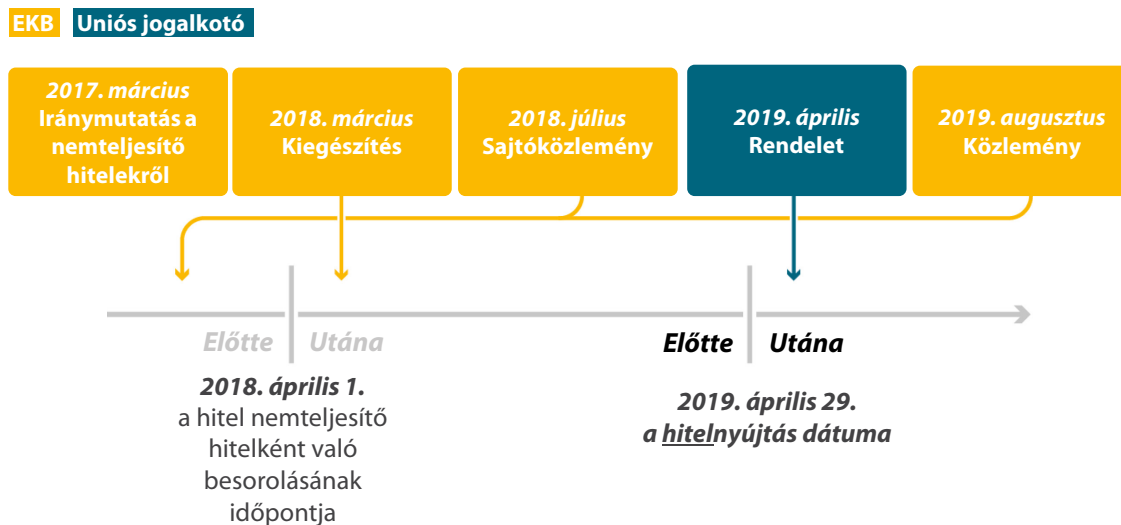 EKB Uniós jogalkotó
2017. március
Iránymutatás a
nemteljesítő
hitelekről
2018. március
Kiegészítés
2018. július
Sajtóközlemény
2019. április
Rendelet
2019. augusztus
Közlemény
Előtte Utána
Előtte Utána
2018. április 1.
a hitel nemteljesítő
hitelként való
besorolásának
időpontja
2019. április 29.
a hitelnyújtás dátuma